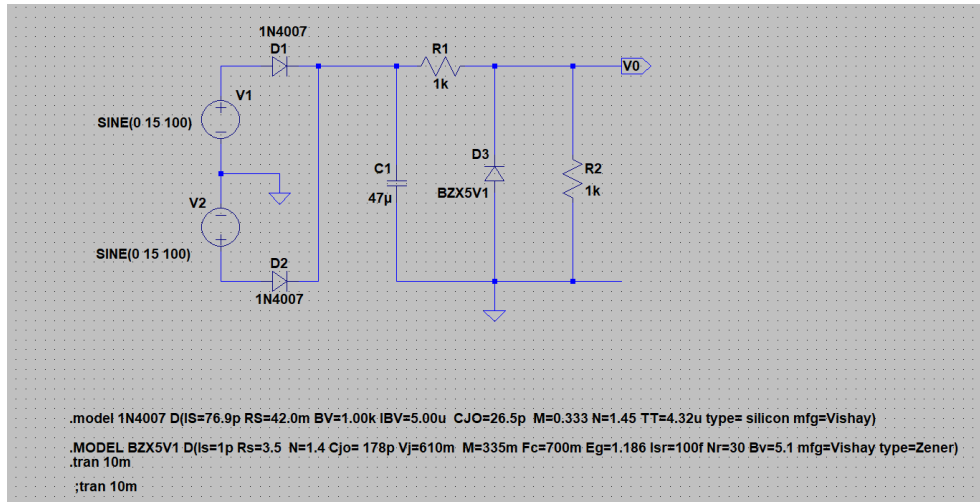 1N4007
D1
R1
1k
V0
V1
SINE(0 15 100)
D3
BZX5V1
C1
47µ
R2
1k
V2
SINE(0 15 100)
D2
1N4007
.model 1N4007 D(IS=76.9p RS=42.0m BV=1.00k IBV=5.00u CJO=26.5p M=0.333 N=1.45 TT=4.32u type= silicon mfg=Vishay)
.MODEL BZX5V1 D(Is=1p Rs=3.5 N=1.4 Cjo= 178p Vj=610m M=335m Fc=700m Eg=1.186 Isr=100f Nr=30 Bv=5.1 mfg=Vishay type=Zener)
.tran 10m
;tran 10m